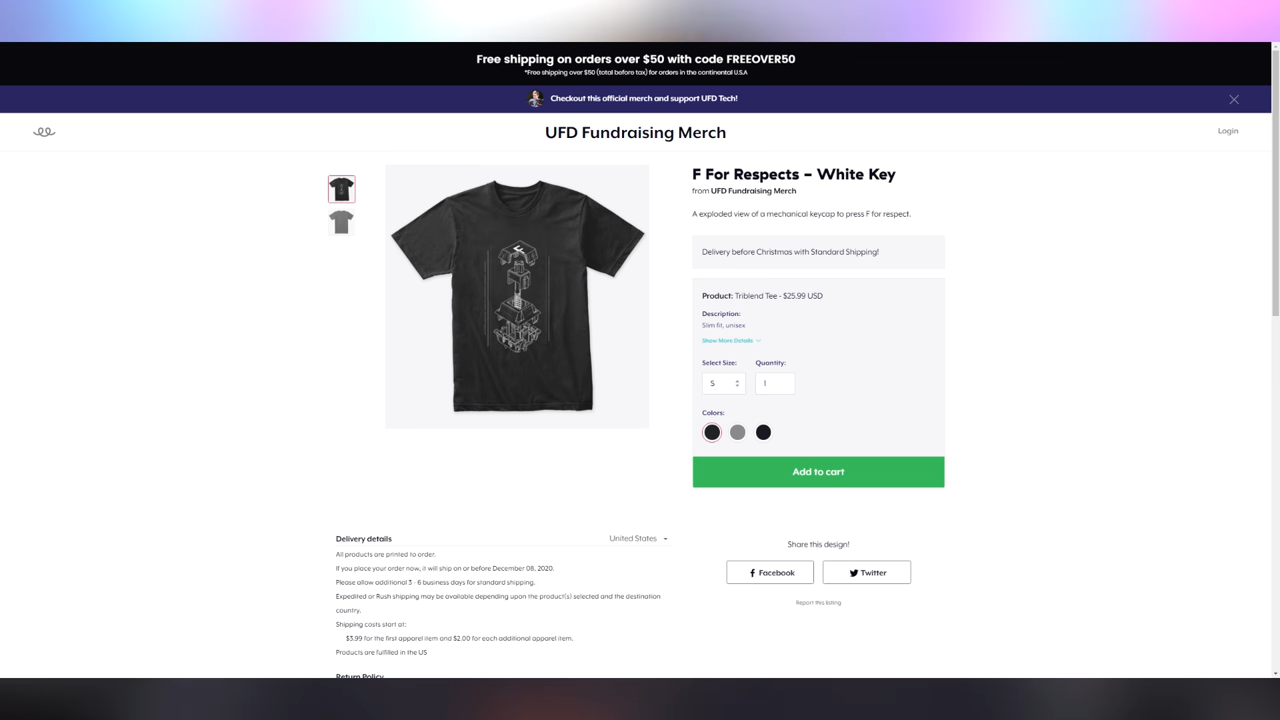 Free shipping on orders over $50 with code FREEOVER50
*Free shipping over $50 (total before tax) for orders in the continental U.S.A
Checkout this official merch and support UFD Tech!
UFD Fundraising Merch
Login
F For Respects - White Key
from UFD Fundraising Merch
A exploded view of a mechanical keycap to press F for respect.
Delivery before Christmas with Standard Shipping!
Product: Triblend Tee - $25.99 USD
Description:
Slim fit, unisex
Show More Details
Select Size: Quantity:
S 1
Colors:
Add to cart
F
Delivery details United States
All products are printed to order.
If you place your order now, it will ship on or before December 08, 2020.
Please allow additional 3 - 6 business days for standard shipping.
Expedited or Rush shipping may be available depending upon the product(s) selected and the destination
country.
Shipping costs start at:
$3.99 for the first apparel item and $2.00 for each additional apparel item.
Products are fulfilled in the US
Return Policy
Share this design!
Facebook Twitter
Report this listing